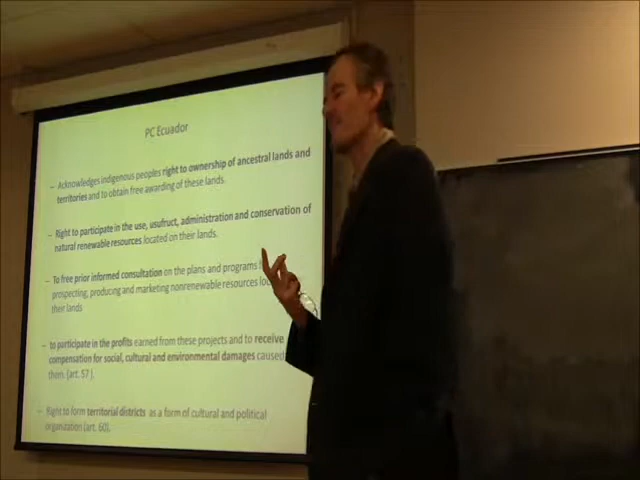 PC Ecuador
– Acknowledges indigenous peoples right to ownership of ancestral lands and
territories and to obtain free awarding of these lands.
– Right to participate in the use, usufruct, administration and conservation of
natural renewable resources located on their lands.
– To free prior informed consultation on the plans and programs
prospecting, producing and marketing nonrenewable resources
their lands
– to participate in the profits earned from these projects and to receive
compensation for social, cultural and environmental damages caused
them. (art. 57 ).
– Right to form territorial districts as a form of cultural and political
organization (art. 60).